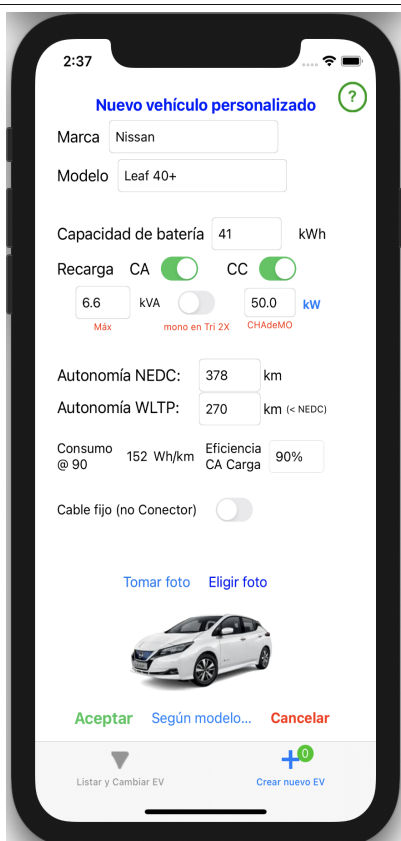 2:37
Nuevo vehículo personalizado
?
Marca Nissan
Modelo Leaf 40+
Capacidad de batería 41 kWh
Recarga CA CC
6.6 kVA 50.0 kW
Máx mono en Tri 2X CHAdeMO
Autonomía NEDC: 378 km
Autonomía WLTP: 270 km (< NEDC)
Consumo @ 90 152 Wh/km Eficiencia CA Carga 90%
Cable fijo (no Conector)
Tomar foto Eligir foto
Aceptar Según modelo... Cancelar
0
Listar y Cambiar EV Crear nuevo EV